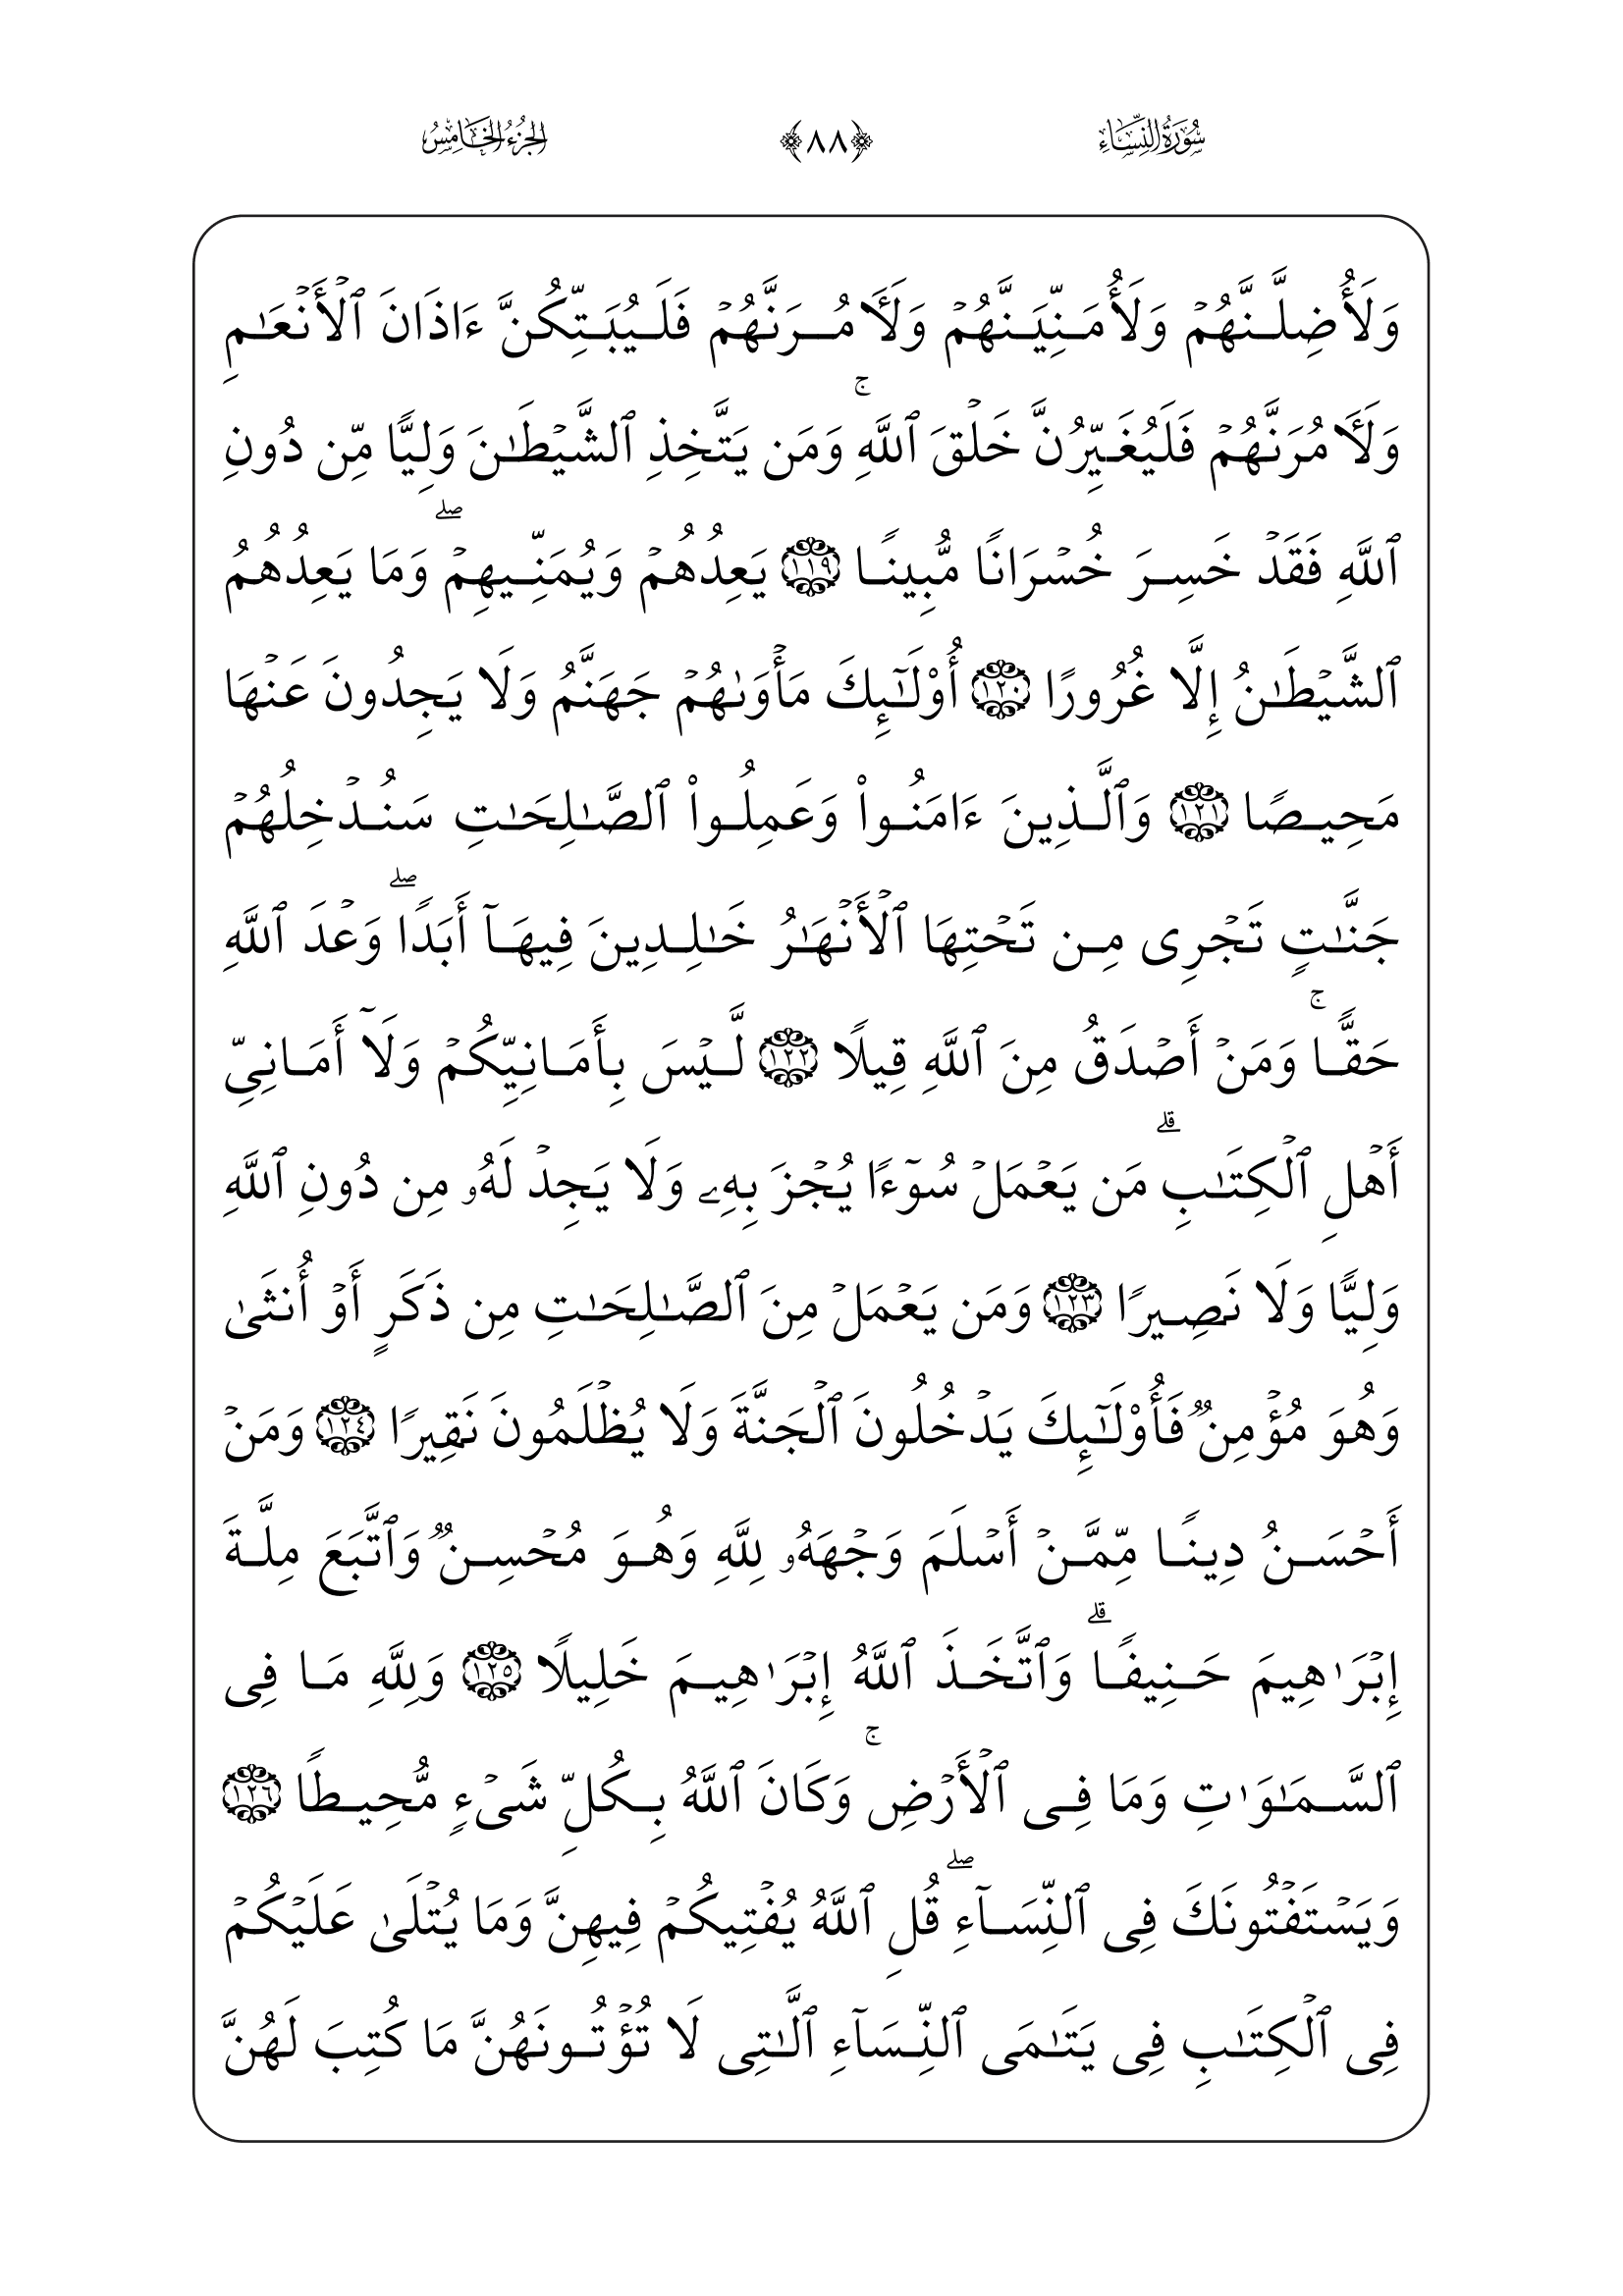 سُورَةُ النِّسَاءِ ﴿٨٨﴾ الجُزْءُ الخَامِسُ
وَلَأُضِلَّنَّهُمۡ وَلَأُمَنِّيَنَّهُمۡ وَلَأٓمُرَنَّهُمۡ فَلَيُبَتِّكُنَّ ءَاذَانَ ٱلۡأَنۡعَٰمِ
وَلَأٓمُرَنَّهُمۡ فَلَيُغَيِّرُنَّ خَلۡقَ ٱللَّهِۚ وَمَن يَتَّخِذِ ٱلشَّيۡطَٰنَ وَلِيًّا مِّن دُونِ
ٱللَّهِ فَقَدۡ خَسِرَ خُسۡرَانًا مُّبِينًا ١١٩ يَعِدُهُمۡ وَيُمَنِّيهِمۡۖ وَمَا يَعِدُهُمُ
ٱلشَّيۡطَٰنُ إِلَّا غُرُورًا ١٢٠ أُوْلَٰٓئِكَ مَأۡوَىٰهُمۡ جَهَنَّمُ وَلَا يَجِدُونَ عَنۡهَا
مَحِيصًا ١٢١ وَٱلَّذِينَ ءَامَنُواْ وَعَمِلُواْ ٱلصَّٰلِحَٰتِ سَنُدۡخِلُهُمۡ
جَنَّٰتٍ تَجۡرِي مِن تَحۡتِهَا ٱلۡأَنۡهَٰرُ خَٰلِدِينَ فِيهَآ أَبَدًاۖ وَعۡدَ ٱللَّهِ
حَقًّاۚ وَمَنۡ أَصۡدَقُ مِنَ ٱللَّهِ قِيلًا ١٢٢ لَّيۡسَ بِأَمَانِيِّكُمۡ وَلَآ أَمَانِيِّ
أَهۡلِ ٱلۡكِتَٰبِۗ مَن يَعۡمَلۡ سُوٓءًا يُجۡزَ بِهِۦ وَلَا يَجِدۡ لَهُۥ مِن دُونِ ٱللَّهِ
وَلِيًّا وَلَا نَصِيرًا ١٢٣ وَمَن يَعۡمَلۡ مِنَ ٱلصَّٰلِحَٰتِ مِن ذَكَرٍ أَوۡ أُنثَىٰ
وَهُوَ مُؤۡمِنٌ فَأُوْلَٰٓئِكَ يَدۡخُلُونَ ٱلۡجَنَّةَ وَلَا يُظۡلَمُونَ نَقِيرًا ١٢٤ وَمَنۡ
أَحۡسَنُ دِينًا مِّمَّنۡ أَسۡلَمَ وَجۡهَهُۥ لِلَّهِ وَهُوَ مُحۡسِنٌ وَٱتَّبَعَ مِلَّةَ
إِبۡرَٰهِيمَ حَنِيفًاۗ وَٱتَّخَذَ ٱللَّهُ إِبۡرَٰهِيمَ خَلِيلًا ١٢٥ وَلِلَّهِ مَا فِي
ٱلسَّمَٰوَٰتِ وَمَا فِي ٱلۡأَرۡضِۚ وَكَانَ ٱللَّهُ بِكُلِّ شَيۡءٍ مُّحِيطًا ١٢٦
وَيَسۡتَفۡتُونَكَ فِي ٱلنِّسَآءِۖ قُلِ ٱللَّهُ يُفۡتِيكُمۡ فِيهِنَّ وَمَا يُتۡلَىٰ عَلَيۡكُمۡ
فِي ٱلۡكِتَٰبِ فِي يَتَٰمَى ٱلنِّسَآءِ ٱلَّٰتِي لَا تُؤۡتُونَهُنَّ مَا كُتِبَ لَهُنَّ